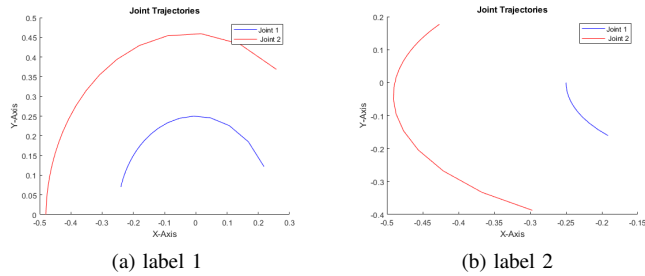 Joint Trajectories
Joint 1
Joint 2
Y-Axis
0.5
0.45
0.4
0.35
0.3
0.25
0.2
0.15
0.1
0.05
0
-0.5 -0.4 -0.3 -0.2 -0.1 0 0.1 0.2 0.3
X-Axis
(a) label 1
Joint Trajectories
Joint 1
Joint 2
Y-Axis
0.2
0.1
0
-0.1
-0.2
-0.3
-0.4
-0.5 -0.45 -0.4 -0.35 -0.3 -0.25 -0.2 -0.15
X-Axis
(b) label 2